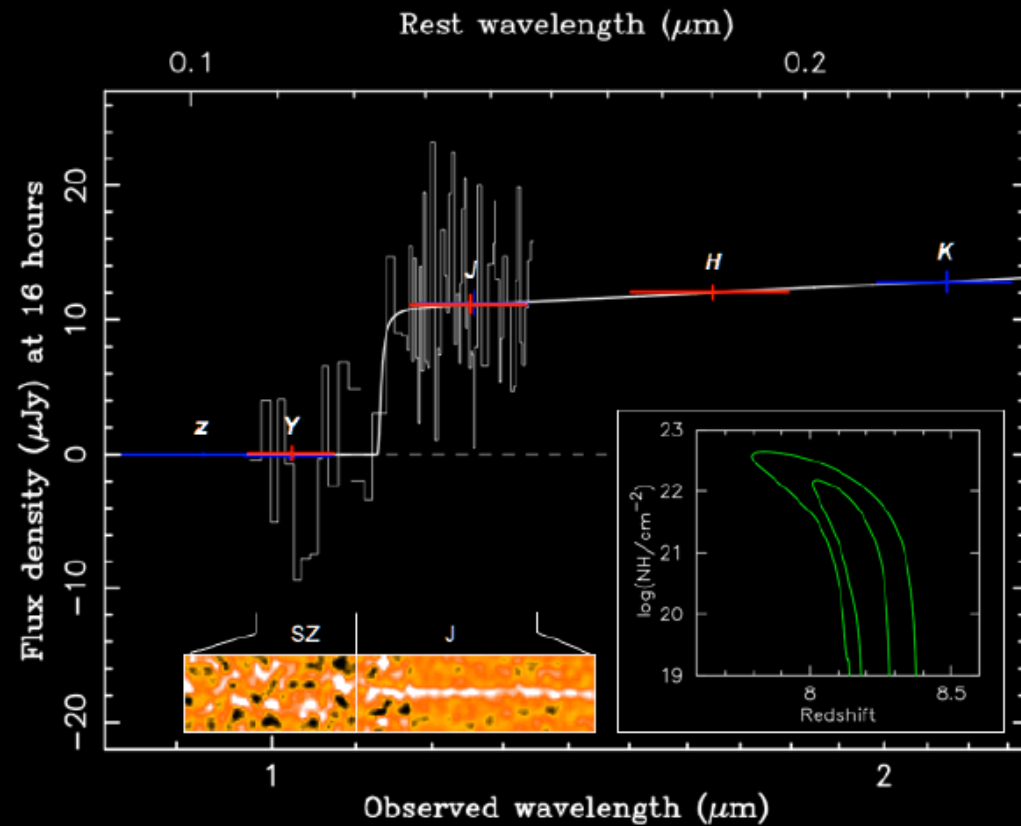 Rest wavelength (μm)
0.1 0.2
Flux density (μJy) at 16 hours
20
10
0
−10
−20
z Y J H K
SZ J
log(NH/cm−2)
23
22
21
20
19
8 8.5
Redshift
1 2
Observed wavelength (μm)